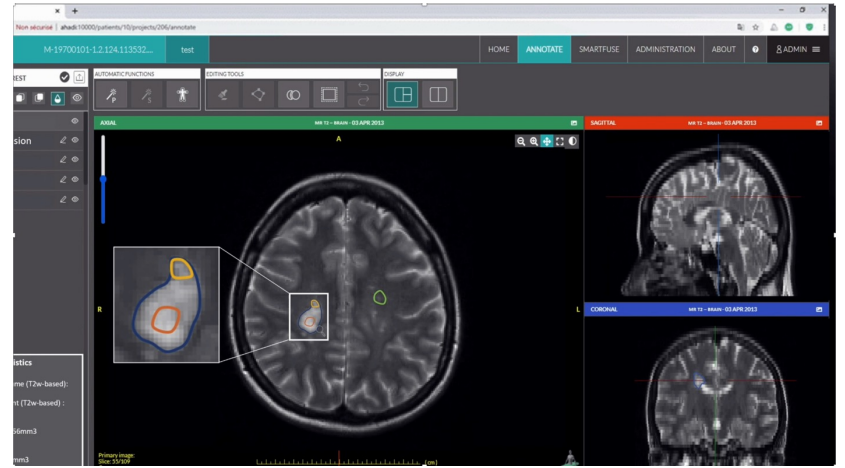 × +
Non sécurisé | ahadi:10000/patients/10/projects/206/annotate
M-19700101-1.2.124.113532.... test HOME ANNOTATE SMARTFUSE ADMINISTRATION ABOUT ? ADMIN
EST
AUTOMATIC FUNCTIONS EDITING TOOLS DISPLAY
P S
AXIAL MR T2 – BRAIN - 03 APR 2013 SAGITTAL MR T2 – BRAIN - 03 APR 2013
A
sion
R L
CORONAL MR T2 – BRAIN - 03 APR 2013
istics
me (T2w-based):
nt (T2w-based) :
56mm3
mm3
Primary image:
Slice: 55/109
[cm]